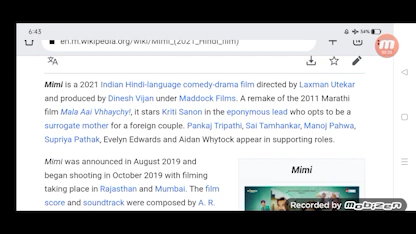 6:43
34%
en.m.wikipedia.org/wiki/Mimi_(2021_Hindi_film)
Mimi is a 2021 Indian Hindi-language comedy-drama film directed by Laxman Utekar
and produced by Dinesh Vijan under Maddock Films. A remake of the 2011 Marathi
film Mala Aai Vhhaychy!, it stars Kriti Sanon in the eponymous lead who opts to be a
surrogate mother for a foreign couple. Pankaj Tripathi, Sai Tamhankar, Manoj Pahwa,
Supriya Pathak, Evelyn Edwards and Aidan Whytock appear in supporting roles.
Mimi was announced in August 2019 and
began shooting in October 2019 with filming
taking place in Rajasthan and Mumbai. The film
score and soundtrack were composed by A. R.
Mimi
Recorded by Mobizen